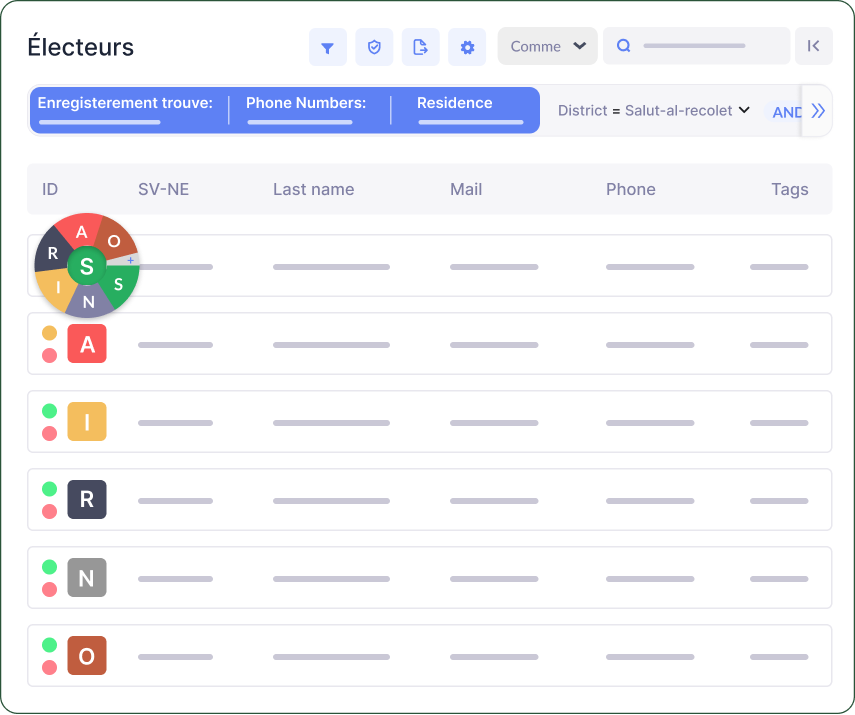 Électeurs
Comme
Enregisterement trouve: Phone Numbers: Residence
District = Salut-al-recolet AND
ID SV-NE Last name Mail Phone Tags
A
O
R
S
+
I
S
N
A
I
R
N
O